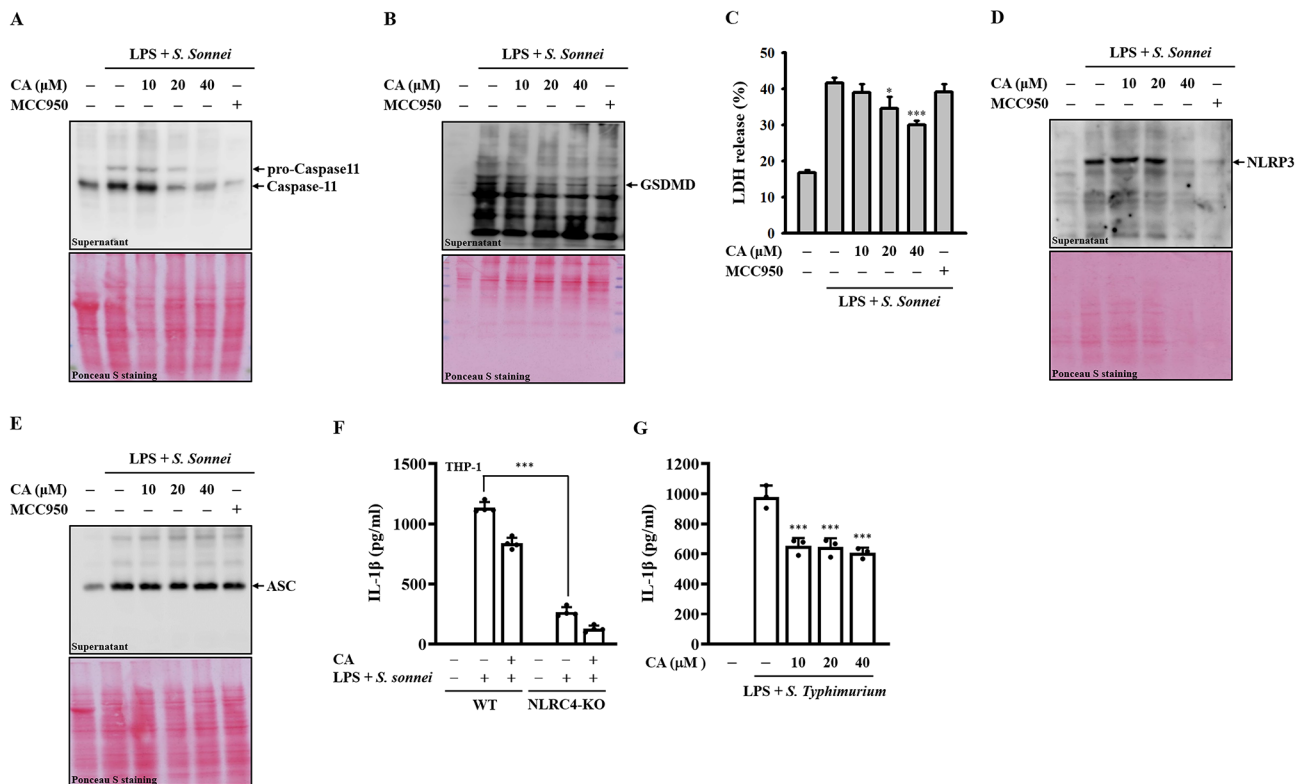 A
LPS + S. Sonnei
CA (μM) – – 10 20 40 –
MCC950 – – – – – +
pro-Caspase11
Caspase-11
Supernatant
Ponceau S staining
B
LPS + S. Sonnei
CA (μM) – – 10 20 40 –
MCC950 – – – – – +
GSDMD
Supernatant
Ponceau S staining
C
50
40
30
20
10
0
LDH release (%)
* ***
CA (μM) – – 10 20 40 –
MCC950 – – – – – +
LPS + S. Sonnei
D
LPS + S. Sonnei
CA (μM) – – 10 20 40 –
MCC950 – – – – – +
NLRP3
Supernatant
Ponceau S staining
E
LPS + S. Sonnei
CA (μM) – – 10 20 40 –
MCC950 – – – – – +
ASC
Supernatant
Ponceau S staining
F
1500
1000
500
0
IL-1β (pg/ml)
THP-1
***
CA – – + – – +
LPS + S. sonnei – + + – + +
WT NLRC4-KO
G
1200
1000
800
600
400
200
0
IL-1β (pg/ml)
*** *** ***
CA (μM ) – – 10 20 40
LPS + S. Typhimurium